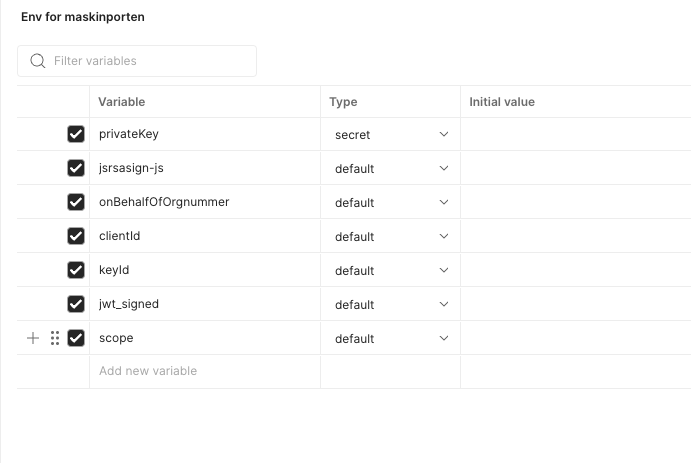 Env for maskinporten
Filter variables
Variable Type Initial value
privateKey secret
jsrsasign-js default
onBehalfOfOrgnummer default
clientId default
keyId default
jwt_signed default
scope default
Add new variable